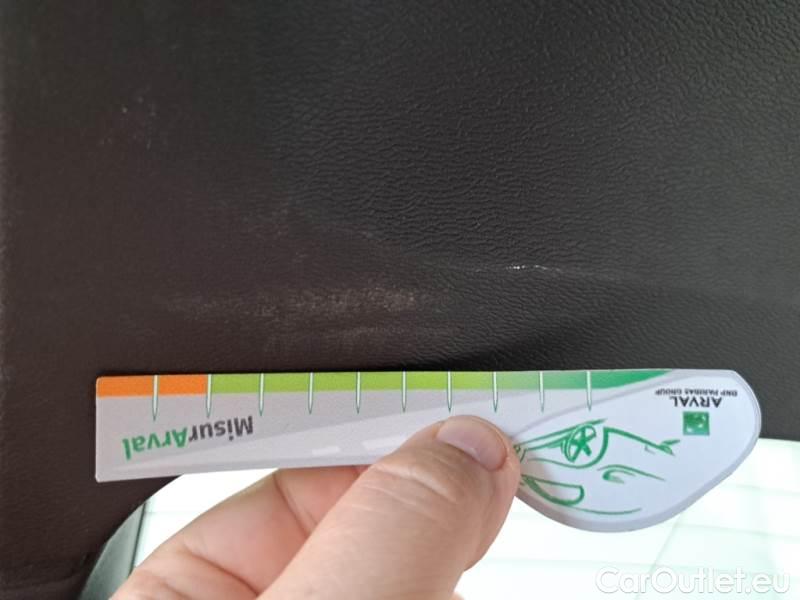 MisurArval
ARVAL
BNP PARIBAS GROUP
CarOutlet.eu